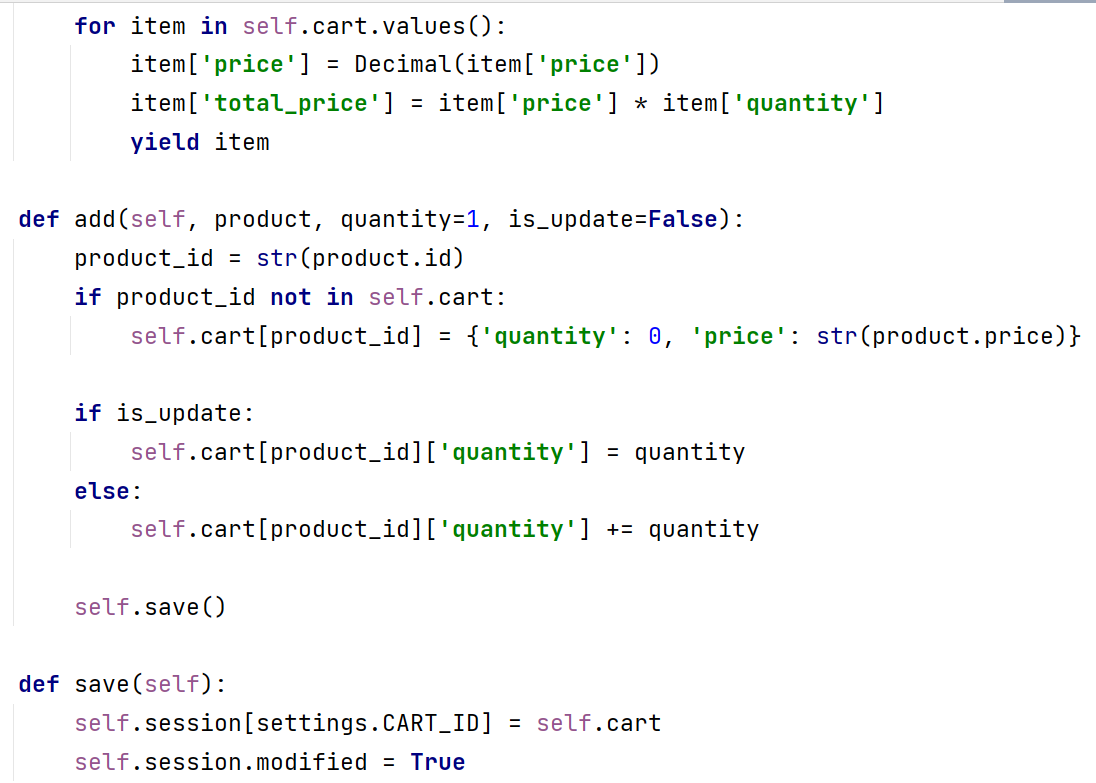 for item in self.cart.values():
item['price'] = Decimal(item['price'])
item['total_price'] = item['price'] * item['quantity']
yield item
def add(self, product, quantity=1, is_update=False):
product_id = str(product.id)
if product_id not in self.cart:
self.cart[product_id] = {'quantity': 0, 'price': str(product.price)}
if is_update:
self.cart[product_id]['quantity'] = quantity
else:
self.cart[product_id]['quantity'] += quantity
self.save()
def save(self):
self.session[settings.CART_ID] = self.cart
self.session.modified = True